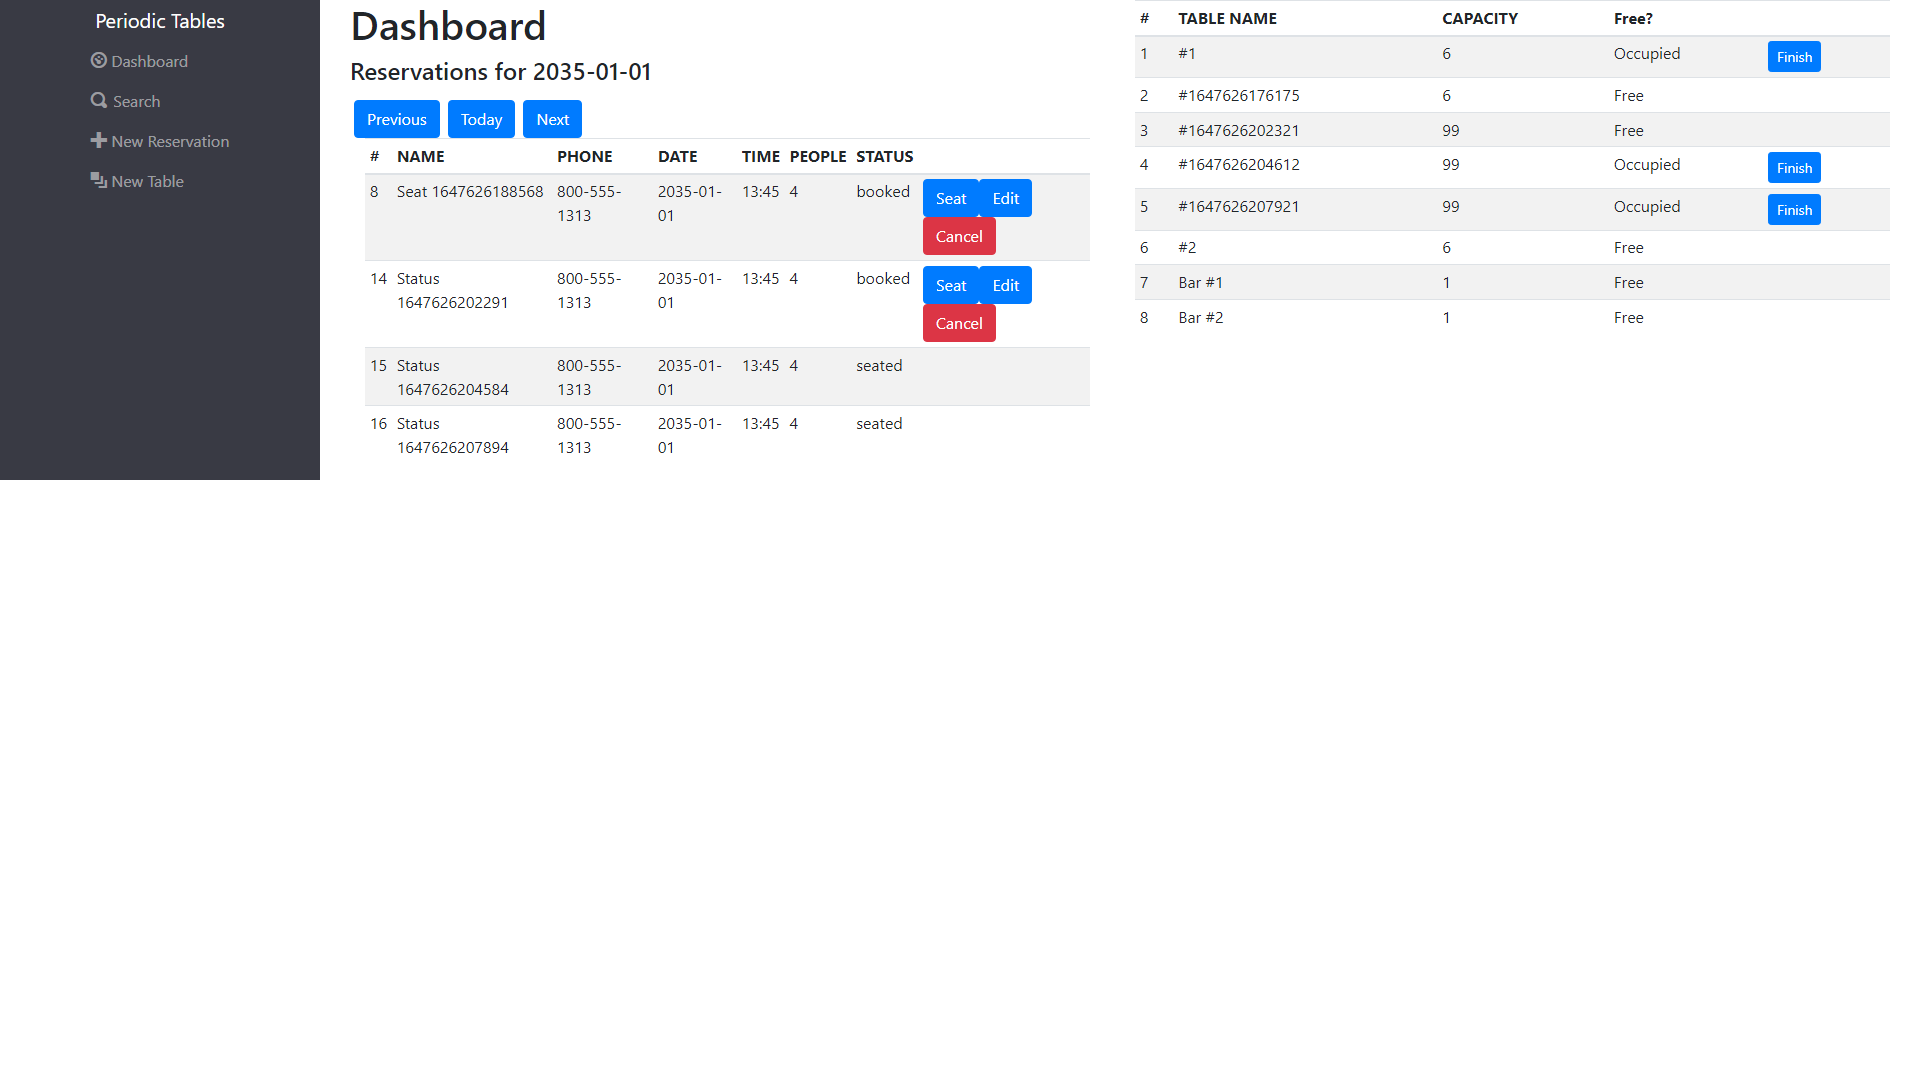 Periodic Tables
Dashboard
Search
New Reservation
New Table
Dashboard
Reservations for 2035-01-01
Previous Today Next
# NAME PHONE DATE TIME PEOPLE STATUS
8 Seat 1647626188568 800-555- 2035-01- 13:45 4 booked Seat Edit
1313 01
Cancel
14 Status 800-555- 2035-01- 13:45 4 booked Seat Edit
1647626202291 1313 01
Cancel
15 Status 800-555- 2035-01- 13:45 4 seated
1647626204584 1313 01
16 Status 800-555- 2035-01- 13:45 4 seated
1647626207894 1313 01
# TABLE NAME CAPACITY Free?
1 #1 6 Occupied Finish
2 #1647626176175 6 Free
3 #1647626202321 99 Free
4 #1647626204612 99 Occupied Finish
5 #1647626207921 99 Occupied Finish
6 #2 6 Free
7 Bar #1 1 Free
8 Bar #2 1 Free